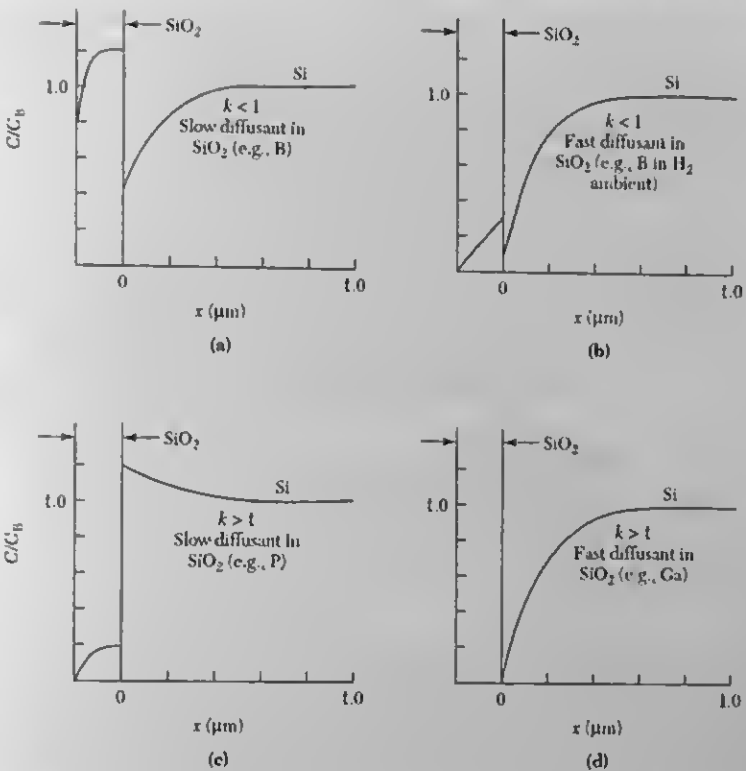 SiO2
C/CB
1.0
Si
k < 1
Slow diffusant in
SiO2 (e.g., B)
0
1.0
x (μm)
(a)
SiO2
1.0
Si
k < 1
Fast diffusant in
SiO2 (e.g., B in H2
ambient)
0
1.0
x (μm)
(b)
SiO2
C/CB
1.0
Si
k > 1
Slow diffusant in
SiO2 (e.g., P)
0
1.0
x (μm)
(c)
SiO2
1.0
Si
k > 1
Fast diffusant in
SiO2 (e.g., Ga)
0
1.0
x (μm)
(d)